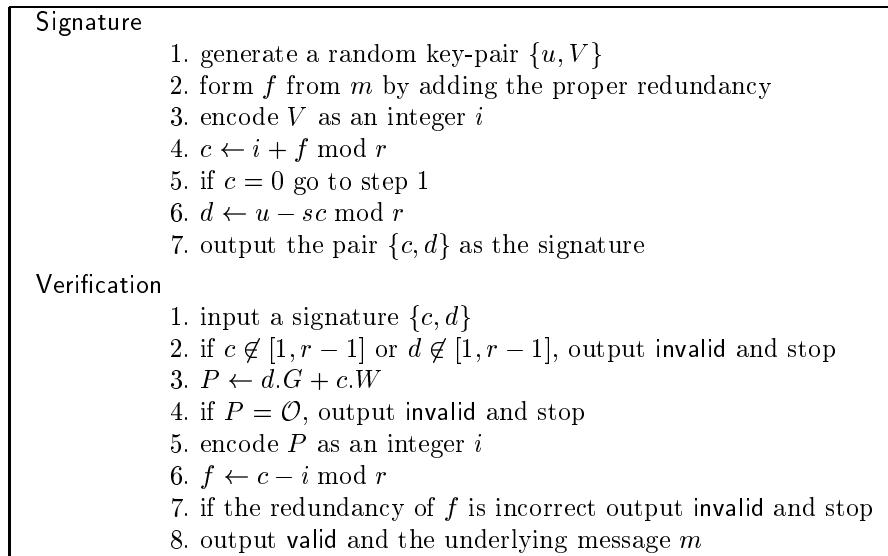 Signature
1. generate a random key-pair {u, V}
2. form f from m by adding the proper redundancy
3. encode V as an integer i
4. c ← i + f mod r
5. if c = 0 go to step 1
6. d ← u − sc mod r
7. output the pair {c, d} as the signature
Verification
1. input a signature {c, d}
2. if c ∉ [1, r − 1] or d ∉ [1, r − 1], output invalid and stop
3. P ← d.G + c.W
4. if P = 𝒪, output invalid and stop
5. encode P as an integer i
6. f ← c − i mod r
7. if the redundancy of f is incorrect output invalid and stop
8. output valid and the underlying message m